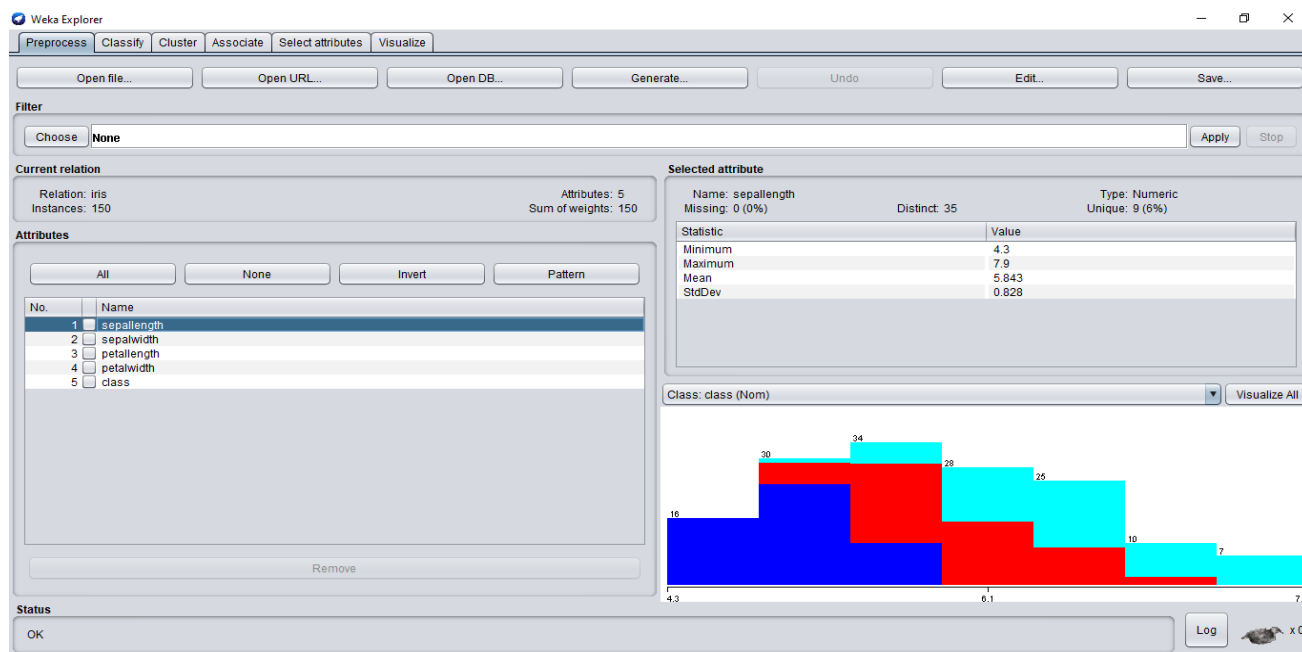 Weka Explorer
Preprocess Classify Cluster Associate Select attributes Visualize
Open file... Open URL... Open DB... Generate... Undo Edit... Save...
Filter
Choose None Apply Stop
Current relation
Relation: iris Attributes: 5
Instances: 150 Sum of weights: 150
Attributes
All None Invert Pattern
No. Name
1 sepallength
2 sepalwidth
3 petallength
4 petalwidth
5 class
Remove
Selected attribute
Name: sepallength Type: Numeric
Missing: 0 (0%) Distinct: 35 Unique: 9 (6%)
Statistic Value
Minimum 4.3
Maximum 7.9
Mean 5.843
StdDev 0.828
Class: class (Nom) Visualize All
16 30 34 28 25 10 7
4.3 6.1 7.
Status
OK Log x 0